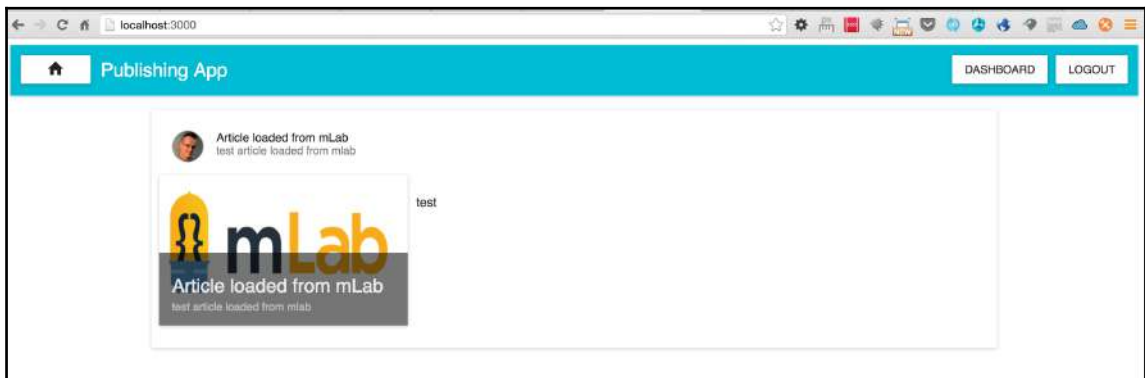 localhost:3000
Publishing App
DASHBOARD
LOGOUT
Article loaded from mLab
test article loaded from mlab
test
{} mLab
Article loaded from mLab
test article loaded from mlab